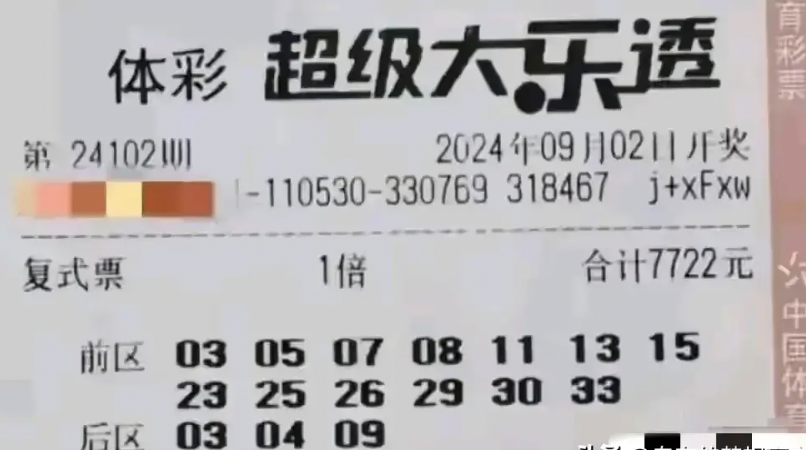 体彩 超级大乐透
第 24102期 2024年09月02日开奖
-110530-330769 318467 j+xFxw
复式票 1倍 合计7722元
前区 03 05 07 08 11 13 15
23 25 26 29 30 33
后区 03 04 09
育彩票
中国体育